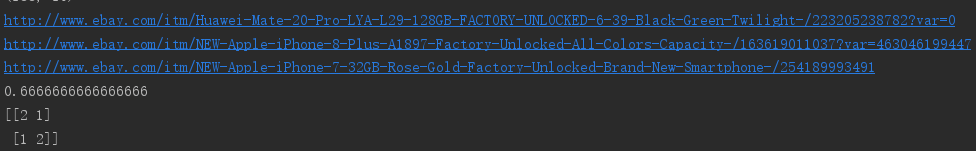 http://www.ebay.com/itm/Huawei-Mate-20-Pro-LYA-L29-128GB-FACTORY-UNLOCKED-6-39-Black-Green-Twilight-/223205238782?var=0
http://www.ebay.com/itm/NEW-Apple-iPhone-8-Plus-A1897-Factory-Unlocked-All-Colors-Capacity-/163619011037?var=463046199447
http://www.ebay.com/itm/NEW-Apple-iPhone-7-32GB-Rose-Gold-Factory-Unlocked-Brand-New-Smartphone-/254189993491
0.6666666666666666
[[2 1]
[1 2]]